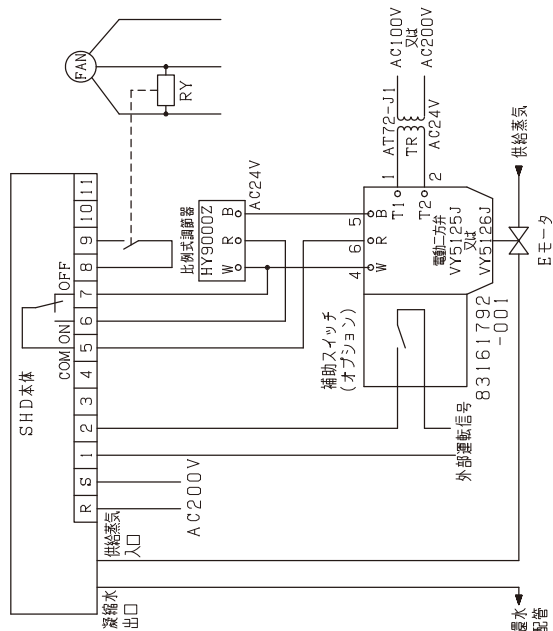 FAN
RY
SHD本体
COM
ON
OFF
R
S
1
2
3
4
5
6
7
8
9
10
11
比例式調節器
HY9000Z
W
R
B
AC24V
AC100V
又は
AC200V
AT72-J1
TR
AC24V
1
2
T1
T2
4
6
5
W
R
B
電動二方弁
VY5125J
又は
VY5126J
補助スイッチ
(オプション)
83161792
-001
供給蒸気
Eモータ
外部運転信号
AC200V
供給蒸気
入口
凝縮水
出口
還水
配管